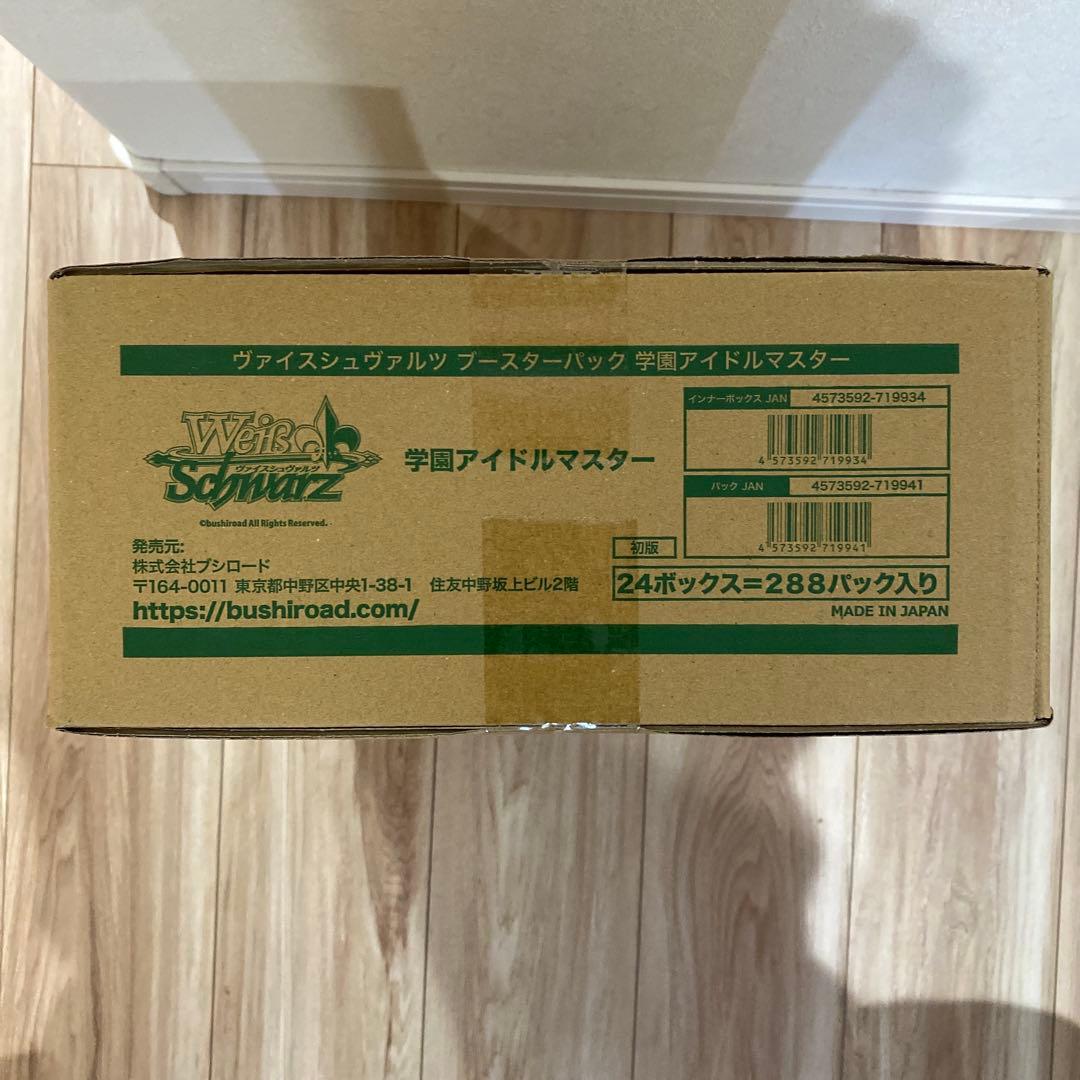 ヴァイスシュヴァルツ ブースターパック 学園アイドルマスター
Weiß
ヴァイスシュヴァルツ
Schwarz
©bushiroad All Rights Reserved.
学園アイドルマスター
インナーボックス JAN 4573592-719934
4 573592 719934
パック JAN 4573592-719941
4 573592 719941
発売元:
株式会社ブシロード
〒164-0011 東京都中野区中央1-38-1 住友中野坂上ビル2階
https://bushiroad.com/
初版
24ボックス=288パック入り
MADE IN JAPAN